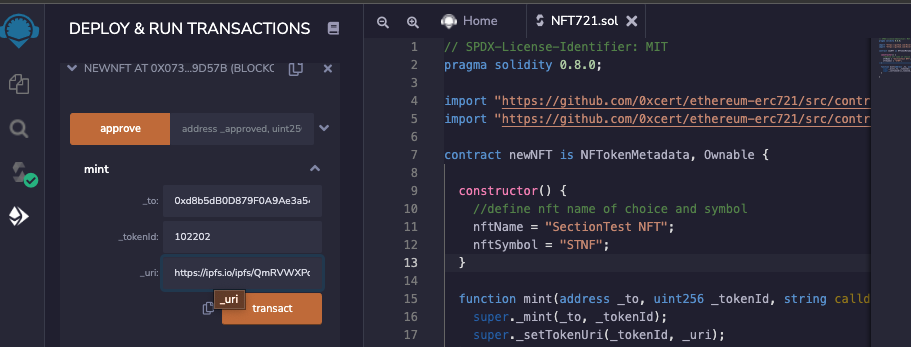 DEPLOY & RUN TRANSACTIONS
NEWNFT AT 0X073...9D57B (BLOCKC
approve
address _approved, uint25
mint
_to:
0xd8b5dB0D879F0A9Ae3a5
_tokenId:
102202
_uri:
https://ipfs.io/ipfs/QmRVWXP
_uri
transact
Home
NFT721.sol
1 // SPDX-License-Identifier: MIT
2 pragma solidity 0.8.0;
3
4 import "https://github.com/0xcert/ethereum-erc721/src/contr
5 import "https://github.com/0xcert/ethereum-erc721/src/contr
6
7 contract newNFT is NFTokenMetadata, Ownable {
8
9 constructor() {
10 //define nft name of choice and symbol
11 nftName = "SectionTest NFT";
12 nftSymbol = "STNF";
13 }
14
15 function mint(address _to, uint256 _tokenId, string calld
16 super._mint(_to, _tokenId);
17 super._setTokenUri(_tokenId, _uri);